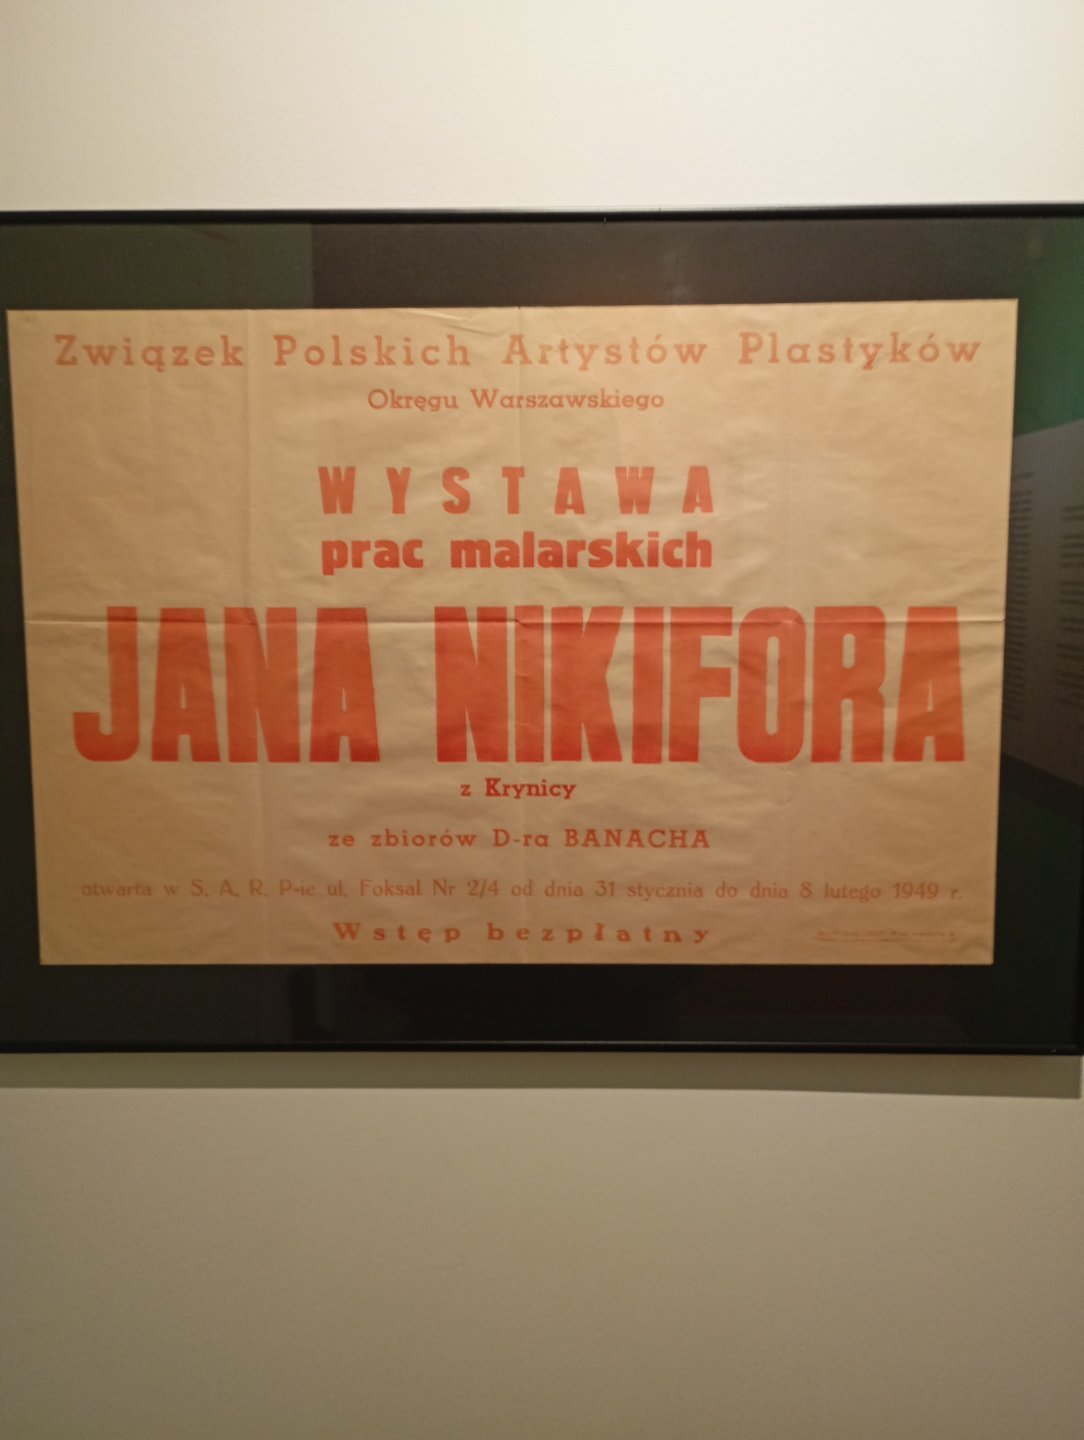 Związek Polskich Artystów Plastyków
Okręgu Warszawskiego
WYSTAWA
prac malarskich
JANA NIKIFORA
z Krynicy
ze zbiorów D-ra BANACHA
otwarta w S. A. R. P-ie ul. Foksal Nr 2/4 od dnia 31 stycznia do dnia 8 lutego 1949 r.
Wstęp bezpłatny